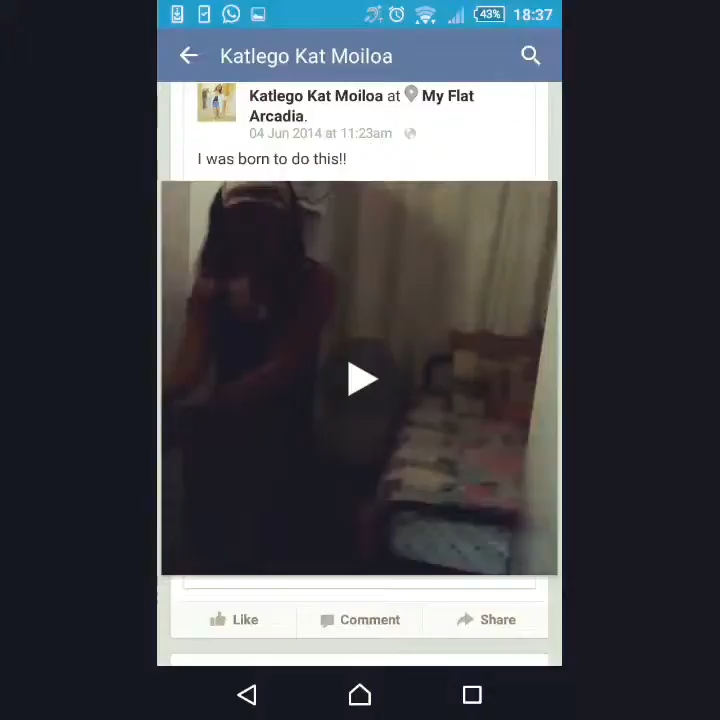 43% 18:37
Katlego Kat Moiloa
Katlego Kat Moiloa at My Flat
Arcadia.
04 Jun 2014 at 11:23am
I was born to do this!!
Like Comment Share